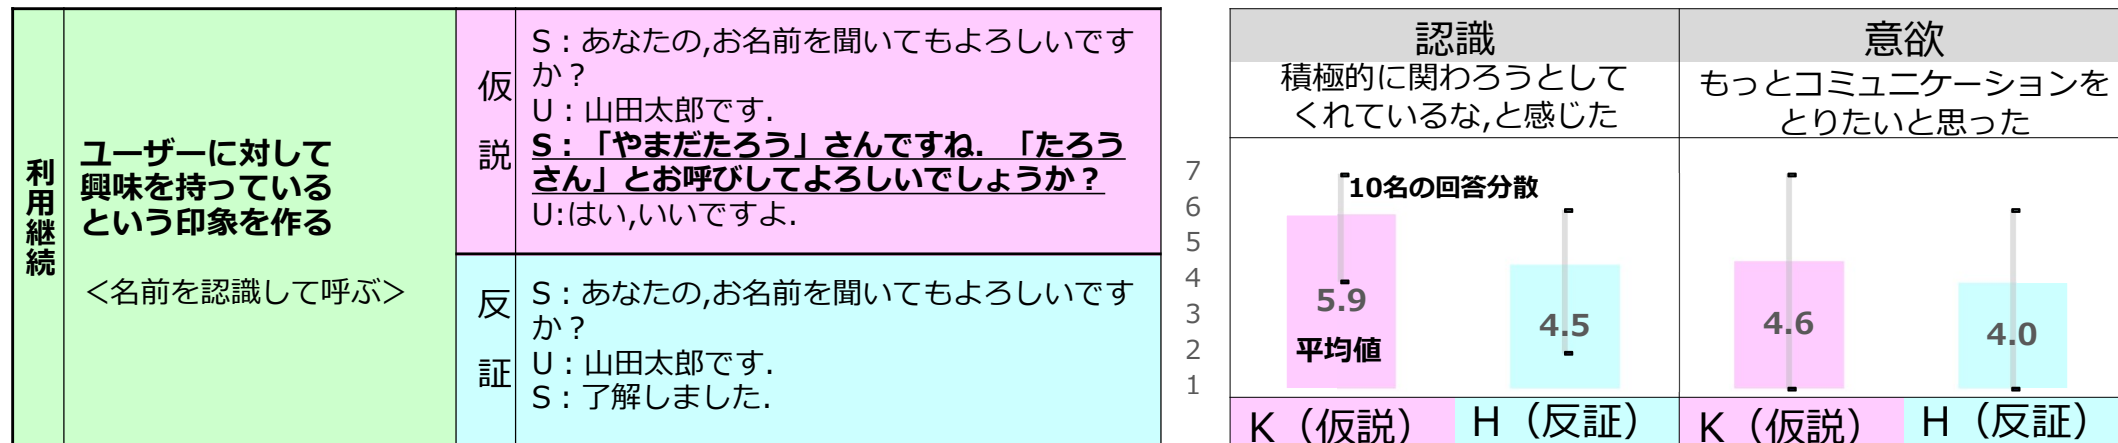 利用継続
ユーザーに対して
興味を持っている
という印象を作る
＜名前を認識して呼ぶ＞
仮説
S：あなたの,お名前を聞いてもよろしいです
か？
U：山田太郎です.
S：「やまだたろう」さんですね. 「たろう
さん」とお呼びしてよろしいでしょうか？
U:はい,いいですよ.
反証
S：あなたの,お名前を聞いてもよろしいです
か？
U：山田太郎です.
S：了解しました.
認識
積極的に関わろうとして
くれているな,と感じた
意欲
もっとコミュニケーションを
とりたいと思った
7
6
5
4
3
2
1
10名の回答分散
5.9
平均値
4.5
4.6
4.0
K（仮説）
H（反証）
K（仮説）
H（反証）